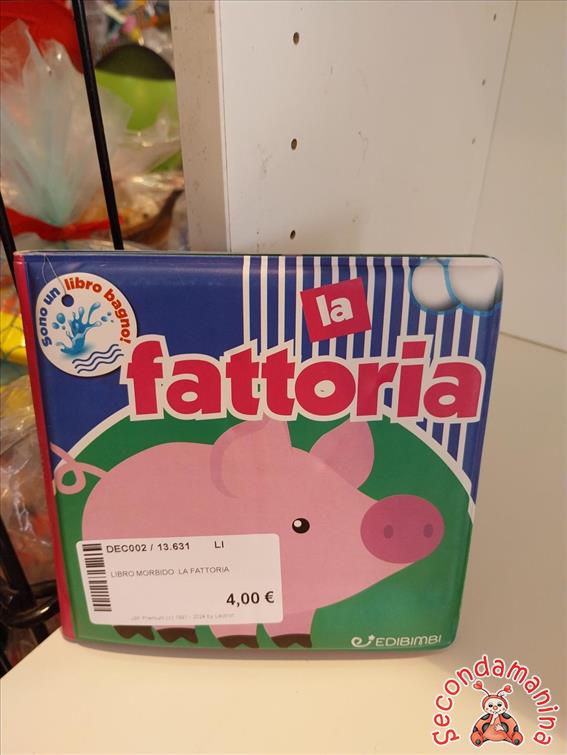 Sono un libro bagno!
la
fattoria
DEC002 / 13.631 LI
LIBRO MORBIDO LA FATTORIA
4,00 €
EDIBIMBI
Secondamanina